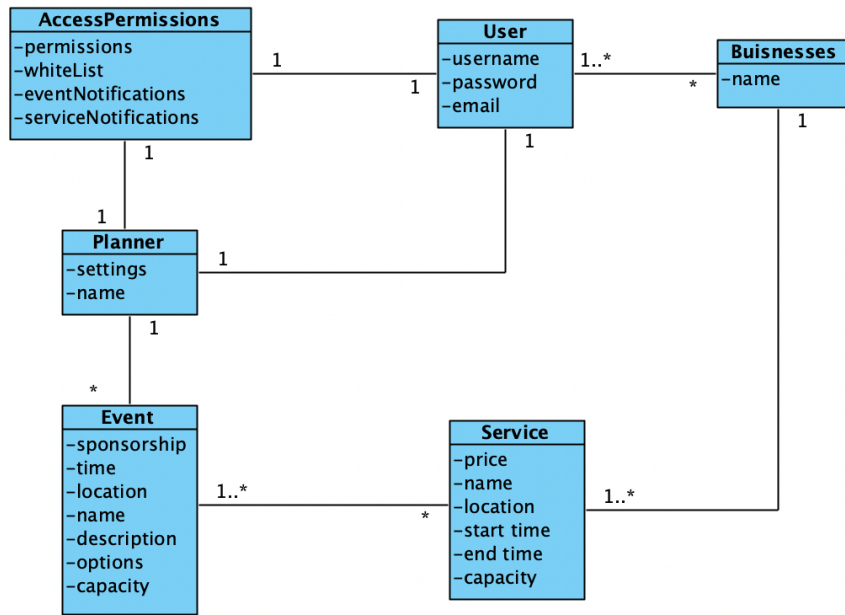 AccessPermissions
-permissions
-whiteList
-eventNotifications
-serviceNotifications
1
1
User
-username
-password
-email
1..*
*
Buisnesses
-name
1
1
1
1
1
Planner
-settings
-name
1
*
Event
-sponsorship
-time
-location
-name
-description
-options
-capacity
1..*
*
Service
-price
-name
-location
-start time
-end time
-capacity
1..*